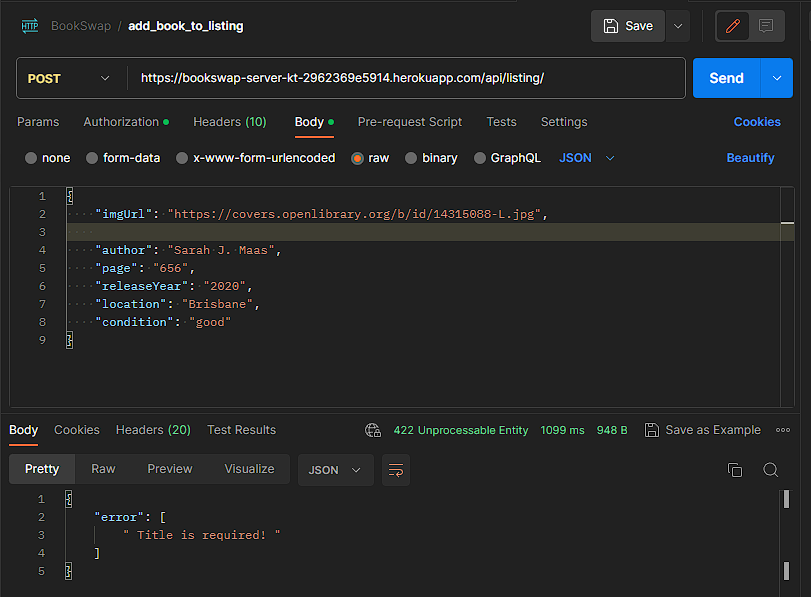 HTTP BookSwap / add_book_to_listing Save
POST https://bookswap-server-kt-2962369e5914.herokuapp.com/api/listing/ Send
Params Authorization Headers (10) Body Pre-request Script Tests Settings Cookies
none form-data x-www-form-urlencoded raw binary GraphQL JSON Beautify
1 {
2 "imgUrl": "https://covers.openlibrary.org/b/id/14315088-L.jpg",
3
4 "author": "Sarah J. Maas",
5 "page": "656",
6 "releaseYear": "2020",
7 "location": "Brisbane",
8 "condition": "good"
9 }
Body Cookies Headers (20) Test Results 422 Unprocessable Entity 1099 ms 948 B Save as Example
Pretty Raw Preview Visualize JSON
1 {
2 "error": [
3 " Title is required! "
4 ]
5 }